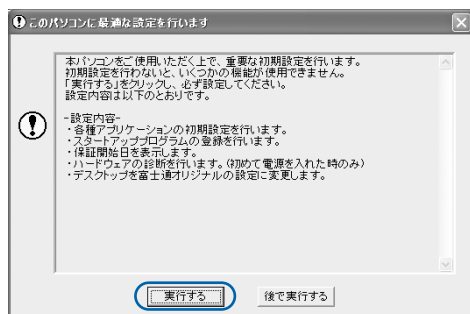 このパソコンに最適な設定を行います
本パソコンをご使用いただく上で、重要な初期設定を行います。
初期設定を行わないと、いくつかの機能が使用できません。
「実行する」をクリックし、必ず設定してください。
設定内容は以下のとおりです。
-設定内容-
・各種アプリケーションの初期設定を行います。
・スタートアッププログラムの登録を行います。
・保証開始日を表示します。
・ハードウェアの診断を行います。(初めて電源を入れた時のみ)
・デスクトップを富士通オリジナルの設定に変更します。
実行する
後で実行する